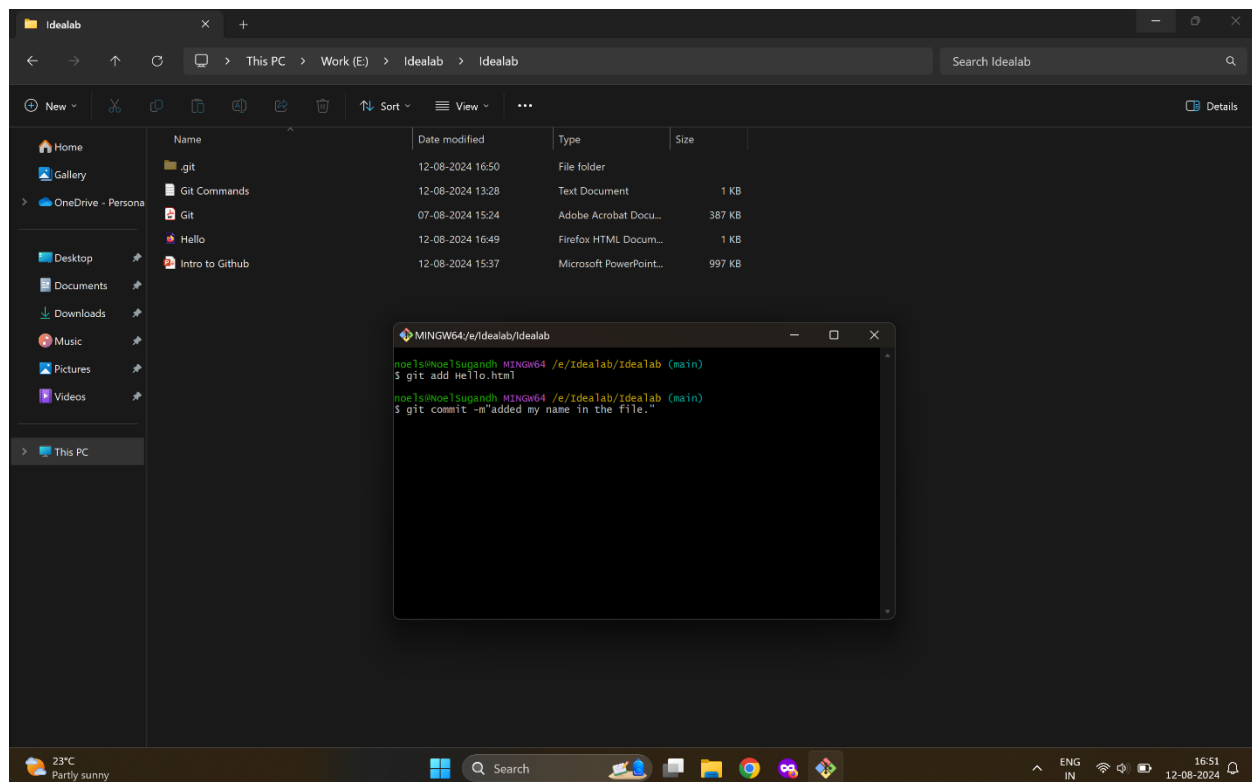 Idealab
This PC > Work (E:) > Idealab > Idealab
Search Idealab
New
Sort
View
Details
Name Date modified Type Size
.git 12-08-2024 16:50 File folder
Git Commands 12-08-2024 13:28 Text Document 1 KB
Git 07-08-2024 15:24 Adobe Acrobat Docu... 387 KB
Hello 12-08-2024 16:49 Firefox HTML Docum... 1 KB
Intro to Github 12-08-2024 15:37 Microsoft PowerPoint... 997 KB
Home
Gallery
OneDrive - Persona
Desktop
Documents
Downloads
Music
Pictures
Videos
This PC
MINGW64:/e/Idealab/Idealab
noels@NoelSugandh MINGW64 /e/Idealab/Idealab (main)
$ git add Hello.html
noels@NoelSugandh MINGW64 /e/Idealab/Idealab (main)
$ git commit -m"added my name in the file."
23°C
Partly sunny
Search
ENG
IN
16:51
12-08-2024